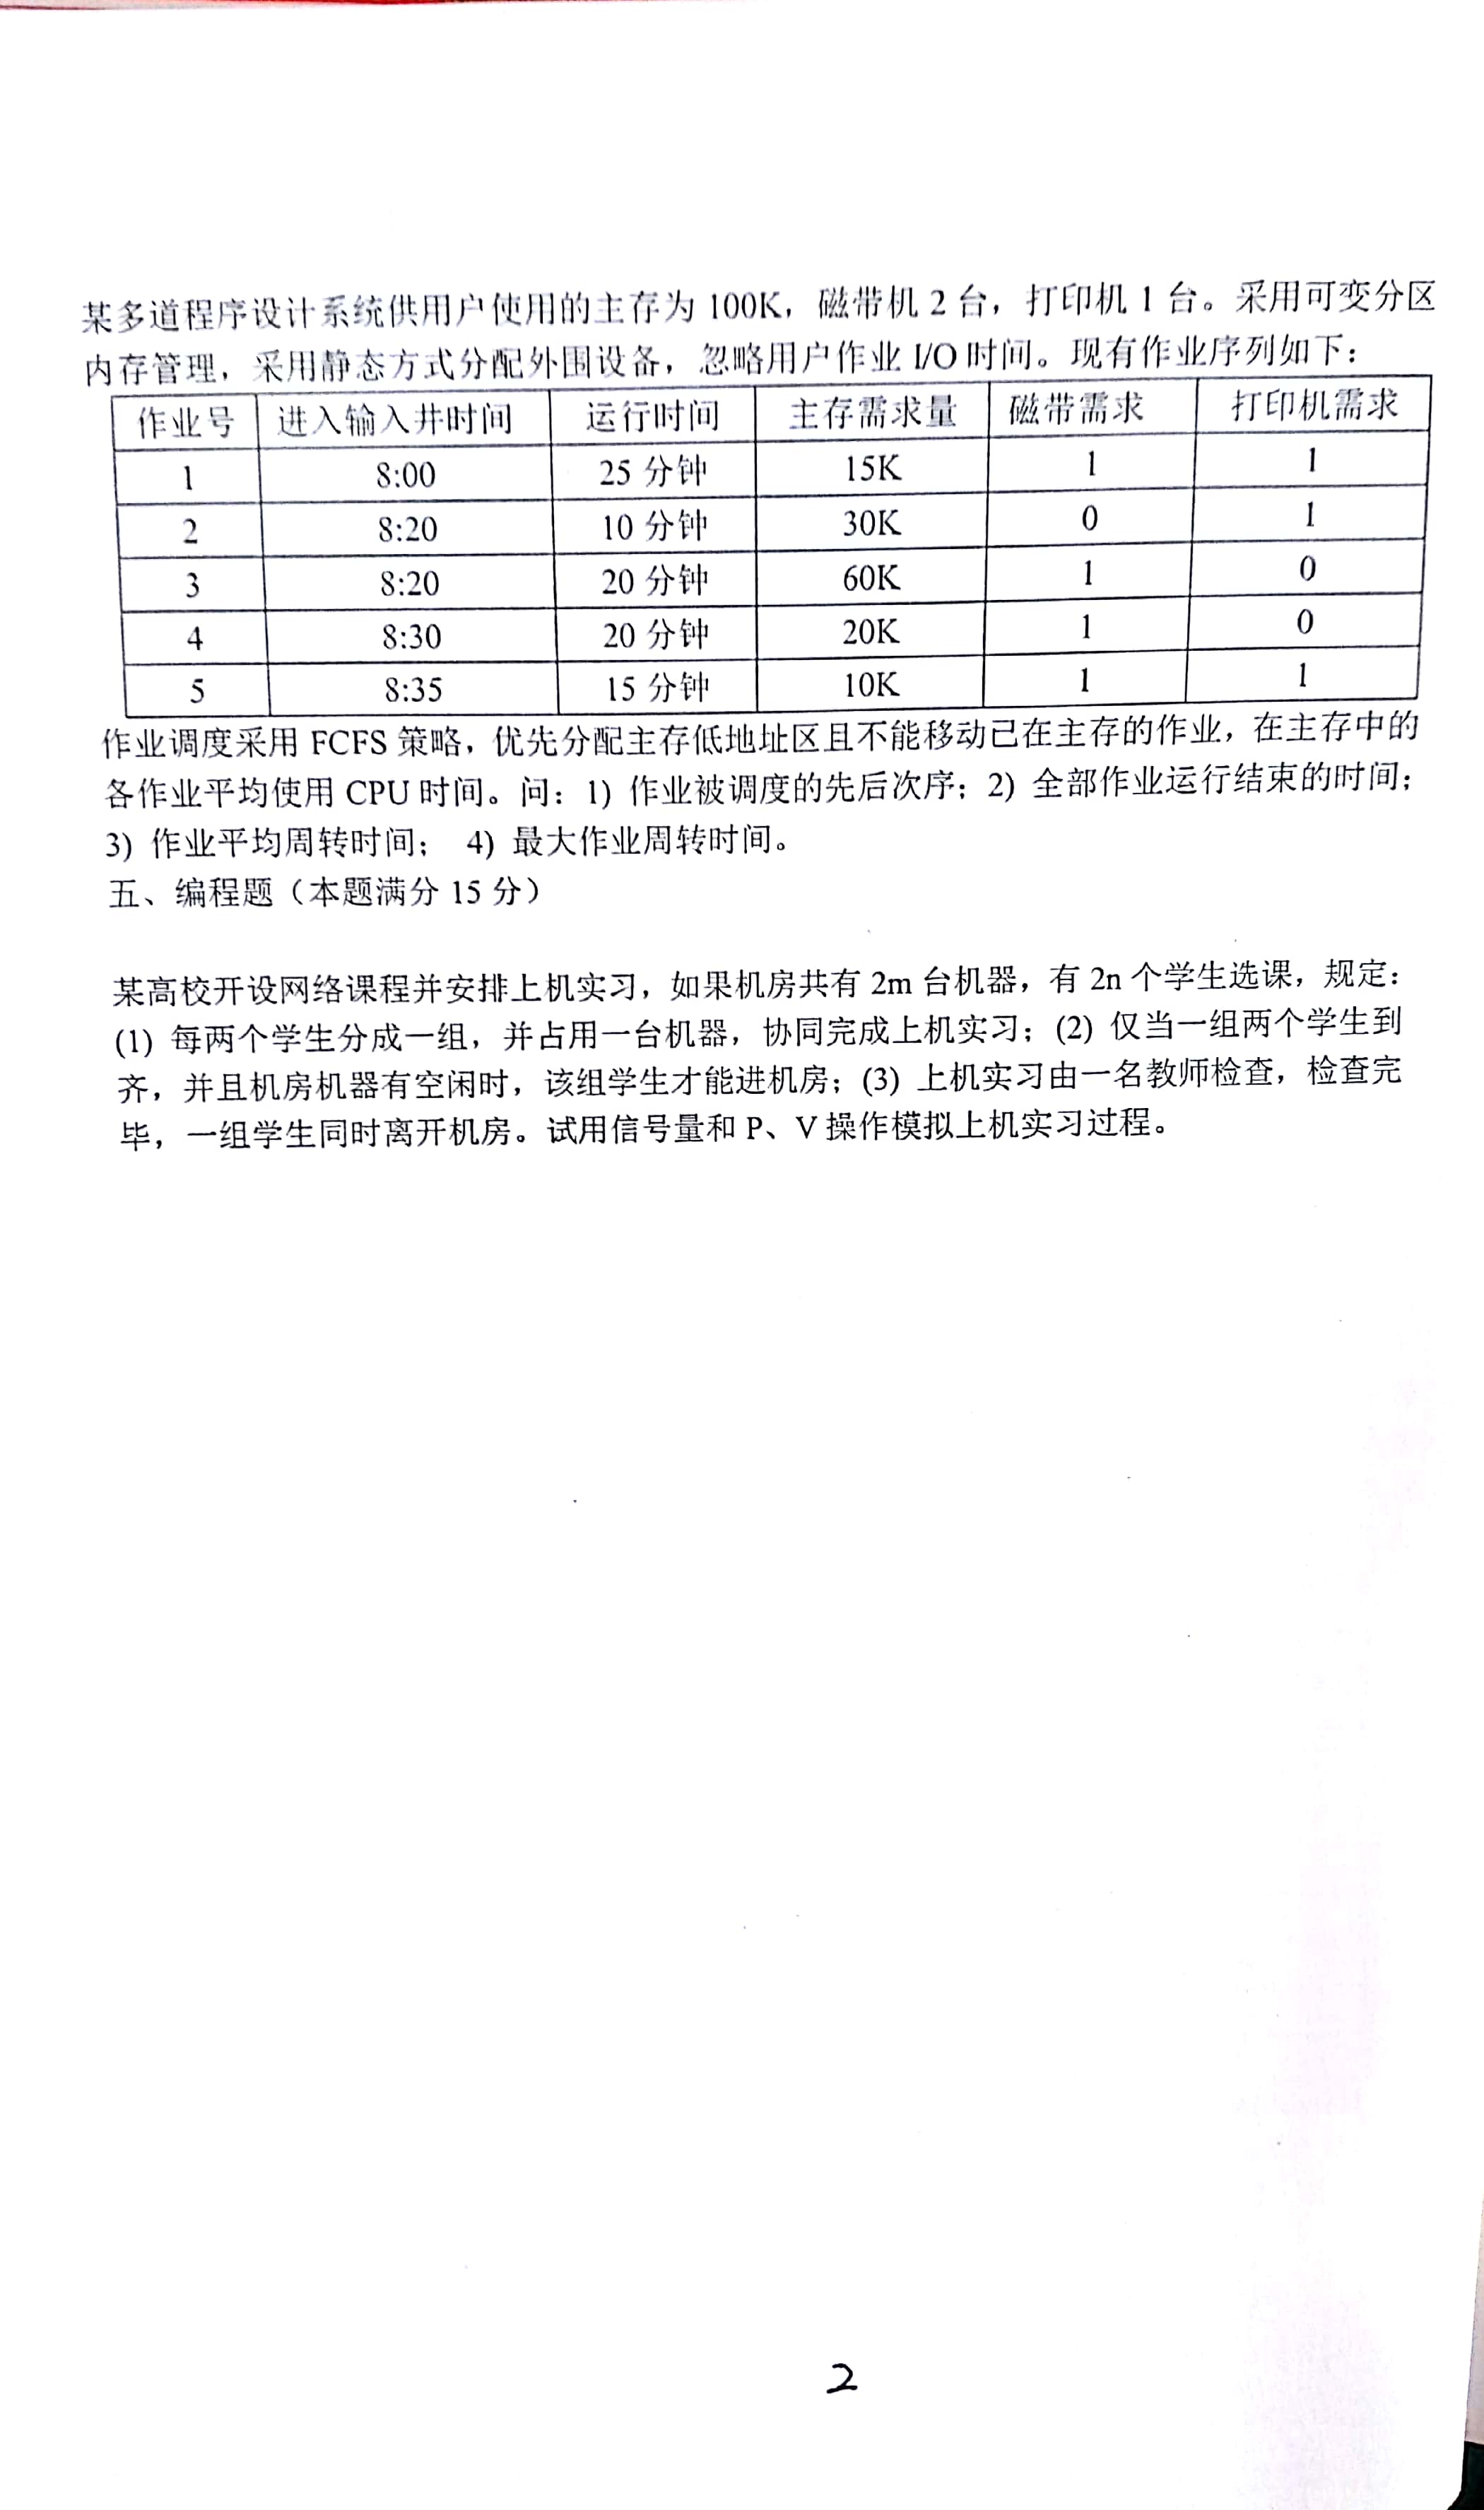 某多道程序设计系统供用户使用的主存为 100K，磁带机 2 台，打印机 1 台。采用可变分区
内存管理，采用静态方式分配外围设备，忽略用户作业 I/O 时间。现有作业序列如下：
作业号 进入输入井时间 运行时间 主存需求量 磁带需求 打印机需求
1 8:00 25 分钟 15K 1 1
2 8:20 10 分钟 30K 0 1
3 8:20 20 分钟 60K 1 0
4 8:30 20 分钟 20K 1 0
5 8:35 15 分钟 10K 1 1
作业调度采用 FCFS 策略，优先分配主存低地址区且不能移动已在主存的作业，在主存中的
各作业平均使用 CPU 时间。问：1) 作业被调度的先后次序；2) 全部作业运行结束的时间；
3) 作业平均周转时间； 4) 最大作业周转时间。
五、编程题（本题满分 15 分）
某高校开设网络课程并安排上机实习，如果机房共有 2m 台机器，有 2n 个学生选课，规定：
(1) 每两个学生分成一组，并占用一台机器，协同完成上机实习；(2) 仅当一组两个学生到
齐，并且机房机器有空闲时，该组学生才能进机房；(3) 上机实习由一名教师检查，检查完
毕，一组学生同时离开机房。试用信号量和 P、V 操作模拟上机实习过程。
2